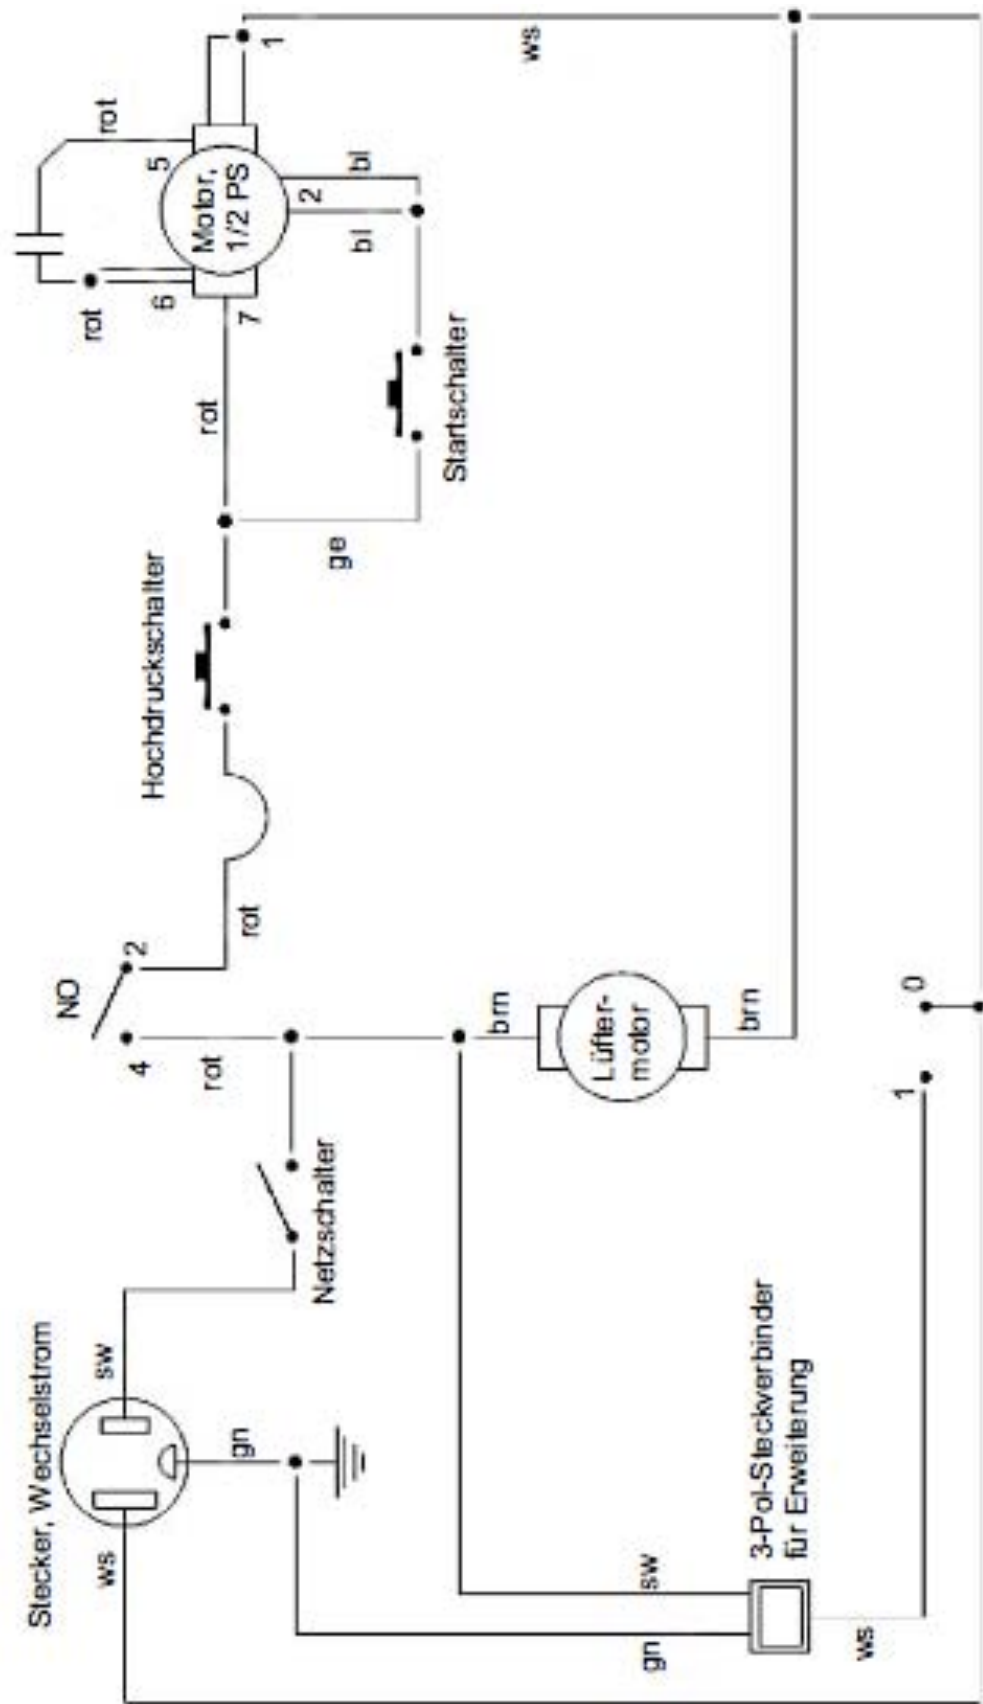 Stecker, Wechselstrom
ws
sw
gn
Netzschalter
4
NO
2
rot
rot
Hochdruckschalter
ge
rot
Startschalter
rot
rot
6
7
5
Motor,
1/2 PS
2
bl
bl
1
ws
brn
Lüfter-
motor
brn
gn
sw
3-Pol-Steckverbinder
für Erweiterung
ws
1
0